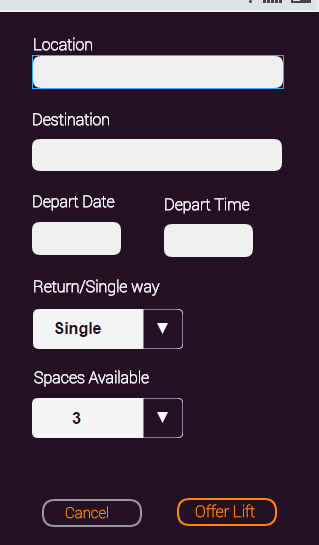 Location
Destination
Depart Date
Depart Time
Return/Single way
Single
Spaces Available
3
Cancel
Offer Lift